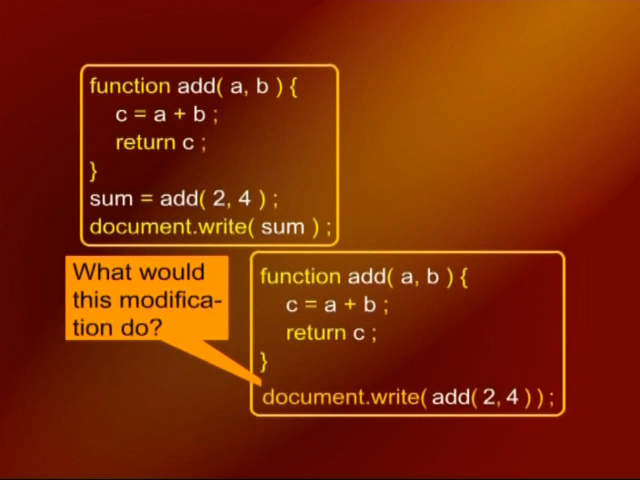 function add( a, b ) {
c = a + b ;
return c ;
}
sum = add( 2, 4 ) ;
document.write( sum ) ;
What would
this modifica-
tion do?
function add( a, b ) {
c = a + b ;
return c ;
}
document.write( add( 2, 4 ) ) ;